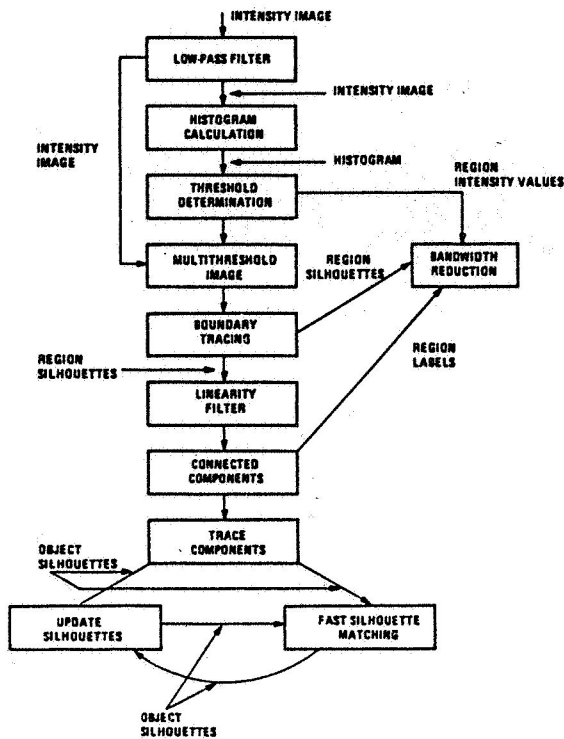 INTENSITY IMAGE
LOW-PASS FILTER
INTENSITY IMAGE
HISTOGRAM
CALCULATION
INTENSITY
IMAGE
HISTOGRAM
REGION
INTENSITY VALUES
THRESHOLD
DETERMINATION
MULTITHRESHOLD
IMAGE
REGION
SILHOUETTES
BANDWIDTH
REDUCTION
BOUNDARY
TRACING
REGION
LABELS
REGION
SILHOUETTES
LINEARITY
FILTER
CONNECTED
COMPONENTS
TRACE
COMPONENTS
OBJECT
SILHOUETTES
UPDATE
SILHOUETTES
FAST SILHOUETTE
MATCHING
OBJECT
SILHOUETTES